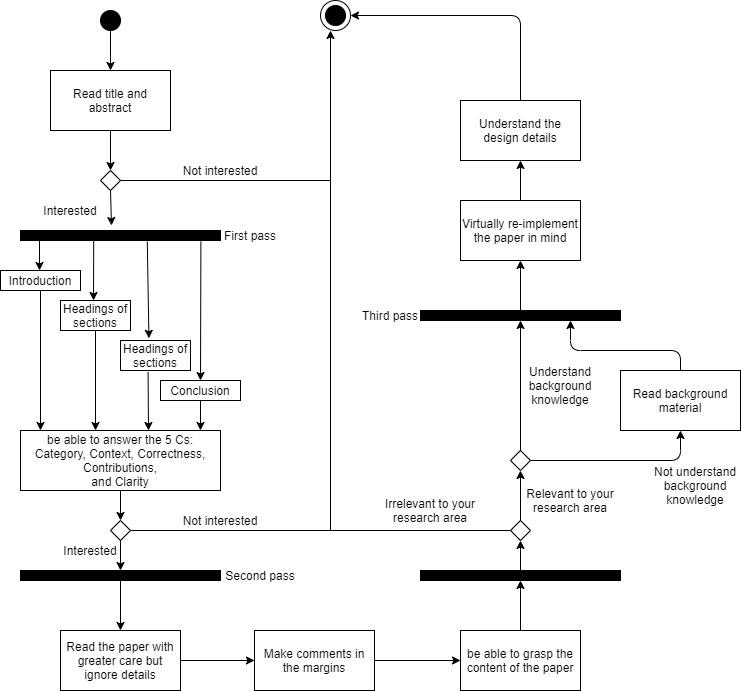 Read title and
abstract
Not interested
Interested
First pass
Introduction
Headings of
sections
Headings of
sections
Conclusion
be able to answer the 5 Cs:
Category, Context, Correctness,
Contributions,
and Clarity
Not interested
Interested
Second pass
Read the paper with
greater care but
ignore details
Make comments in
the margins
be able to grasp the
content of the paper
Irrelevant to your
research area
Relevant to your
research area
Not understand
background
knowledge
Understand
background
knowledge
Read background
material
Third pass
Virtually re-implement
the paper in mind
Understand the
design details